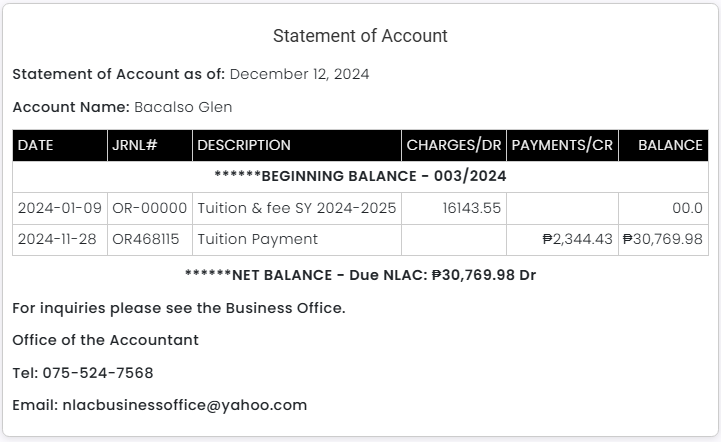 Statement of Account
Statement of Account as of: December 12, 2024
Account Name: Bacalso Glen
DATE JRNL# DESCRIPTION CHARGES/DR PAYMENTS/CR BALANCE
******BEGINNING BALANCE - 003/2024
2024-01-09 OR-00000 Tuition & fee SY 2024-2025 16143.55 00.0
2024-11-28 OR468115 Tuition Payment ₱2,344.43 ₱30,769.98
******NET BALANCE - Due NLAC: ₱30,769.98 Dr
For inquiries please see the Business Office.
Office of the Accountant
Tel: 075-524-7568
Email: nlacbusinessoffice@yahoo.com